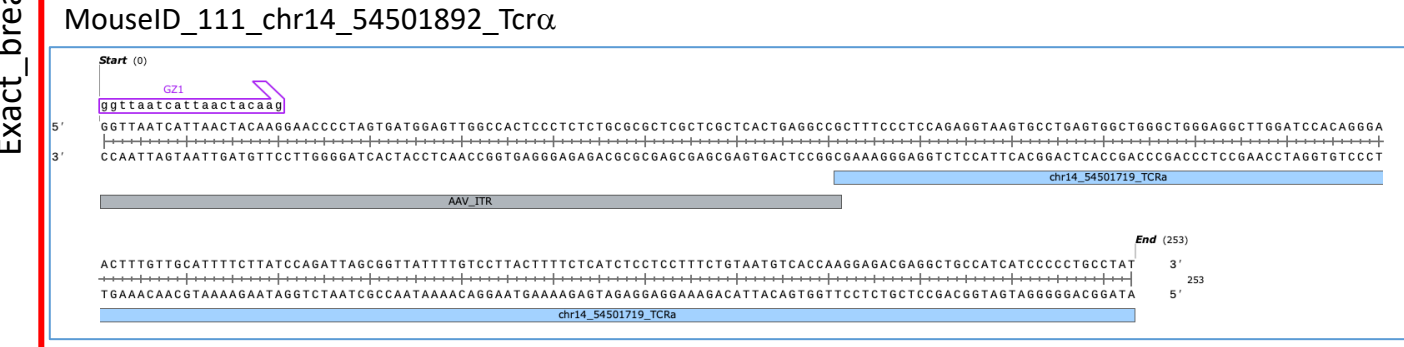 Exact_brea
MouseID_111_chr14_54501892_Tcrα
Start (0)
GZ1
ggttaatcattaactacaag
5′ GGTTAATCATTAACTACAAGGAACCCCTAGTGATGGAGTTGGCCACTCCCTCTCTGCGCGCTCGCTCGCTCACTGAGGCCGCTTTCCCTCCAGAGGTAAGTGCCTGAGTGGCTGGGCTGGGAGGCTTGGATCCACAGGGA
3′ CCAATTAGTAATTGATGTTCCTTGGGGATCACTACCTCAACCGGTGAGGGAGAGACGCGCGAGCGAGCGAGTGACTCCGGCGAAAGGGAGGTCTCCATTCACGGACTCACCGACCCGACCCTCCGAACCTAGGTGTCCCT
chr14_54501719_TCRa
AAV_ITR
End (253)
ACTTTGTTGCATTTTCTTATCCAGATTAGCGGTTATTTTGTCCTTACTTTTCTCATCTCCTCCTTTCTGTAATGTCACCAAGGAGACGAGGCTGCCATCATCCCCCTGCCTAT 3′
253
TGAAACAACGTAAAAGAATAGGTCTAATCGCCAATAAAACAGGAATGAAAAGAGTAGAGGAGGAAAGACATTACAGTGGTTCCTCTGCTCCGACGGTAGTAGGGGGACGGATA 5′
chr14_54501719_TCRa